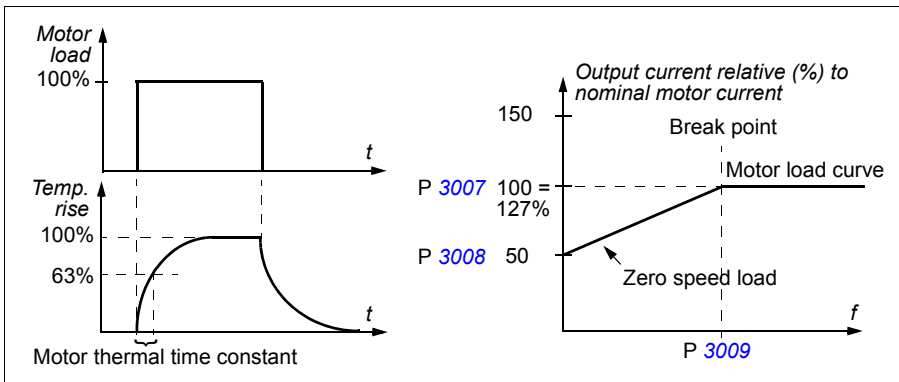 Motor
load
100%
t
Temp.
rise
100%
63%
t
Motor thermal time constant
Output current relative (%) to
nominal motor current
150
Break point
Motor load curve
P 3007 100 =
127%
P 3008 50
Zero speed load
f
P 3009